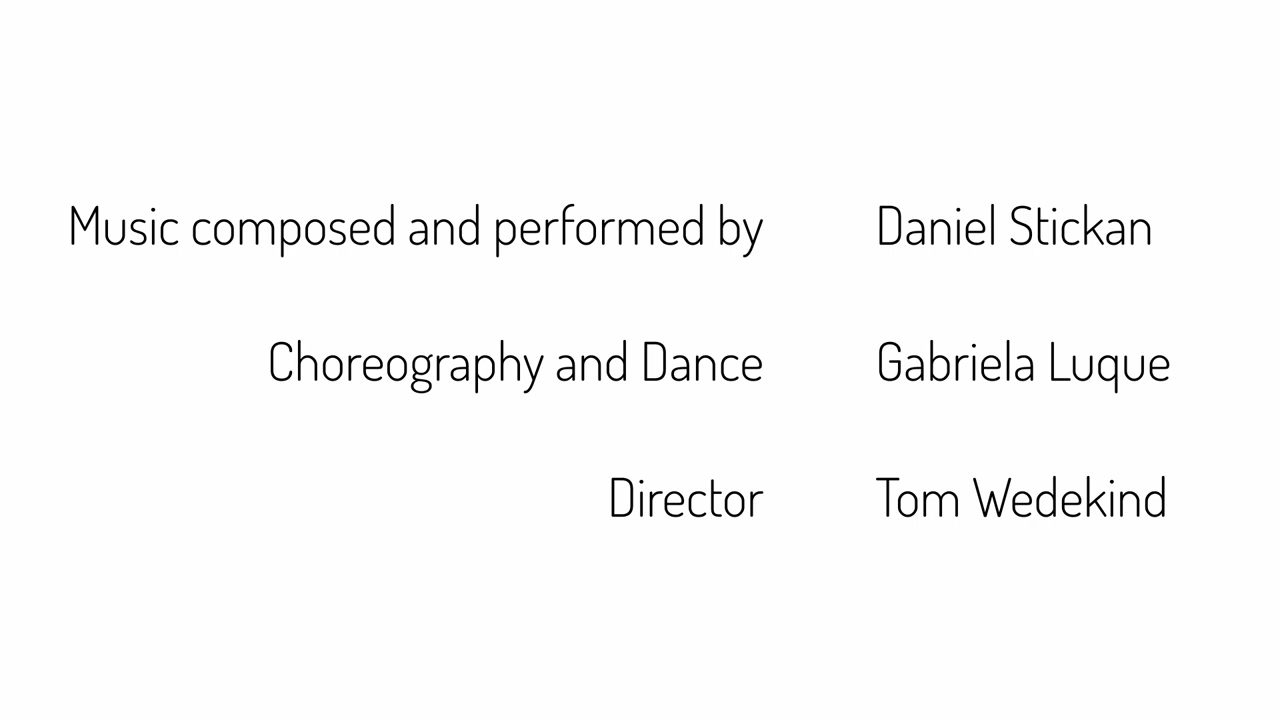 Music composed and performed by Daniel Stickan
Choreography and Dance Gabriela Luque
Director Tom Wedekind